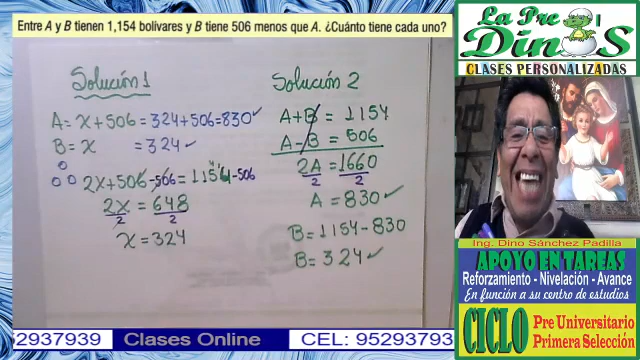 Entre A y B tienen 1,154 bolivares y B tiene 506 menos que A. ¿Cuánto tiene cada uno?
La Pre
DinoS
CLASES PERSONALIZADAS
Solución 1
A = x + 506 = 324 + 506 = 830 ✓
B = x = 324 ✓
2x + 506 - 506 = 1154 - 506
2x = 648
2 2
x = 324
Solución 2
A + B = 1154
A - B = 506
2A = 1660
2 2
A = 830 ✓
B = 1154 - 830
B = 324 ✓
Ing. Dino Sánchez Padilla
APOYO EN TAREAS
Reforzamiento - Nivelación - Avance
En función a su centro de estudios
CICLO
Pre Universitario
Primera Selección
52937939 Clases Online CEL: 95293793